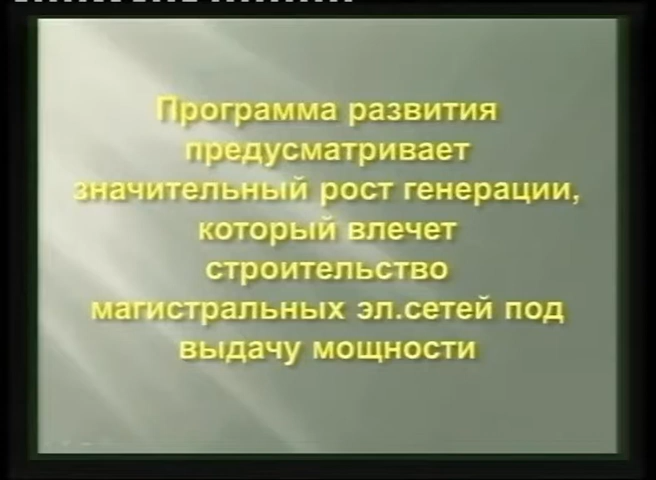 Программа развития
предусматривает
значительный рост генерации,
который влечет
строительство
магистральных эл.сетей под
выдачу мощности